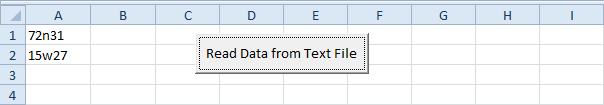 A B C D E F G H I
1 72n31
2 15w27
3
4
Read Data from Text File